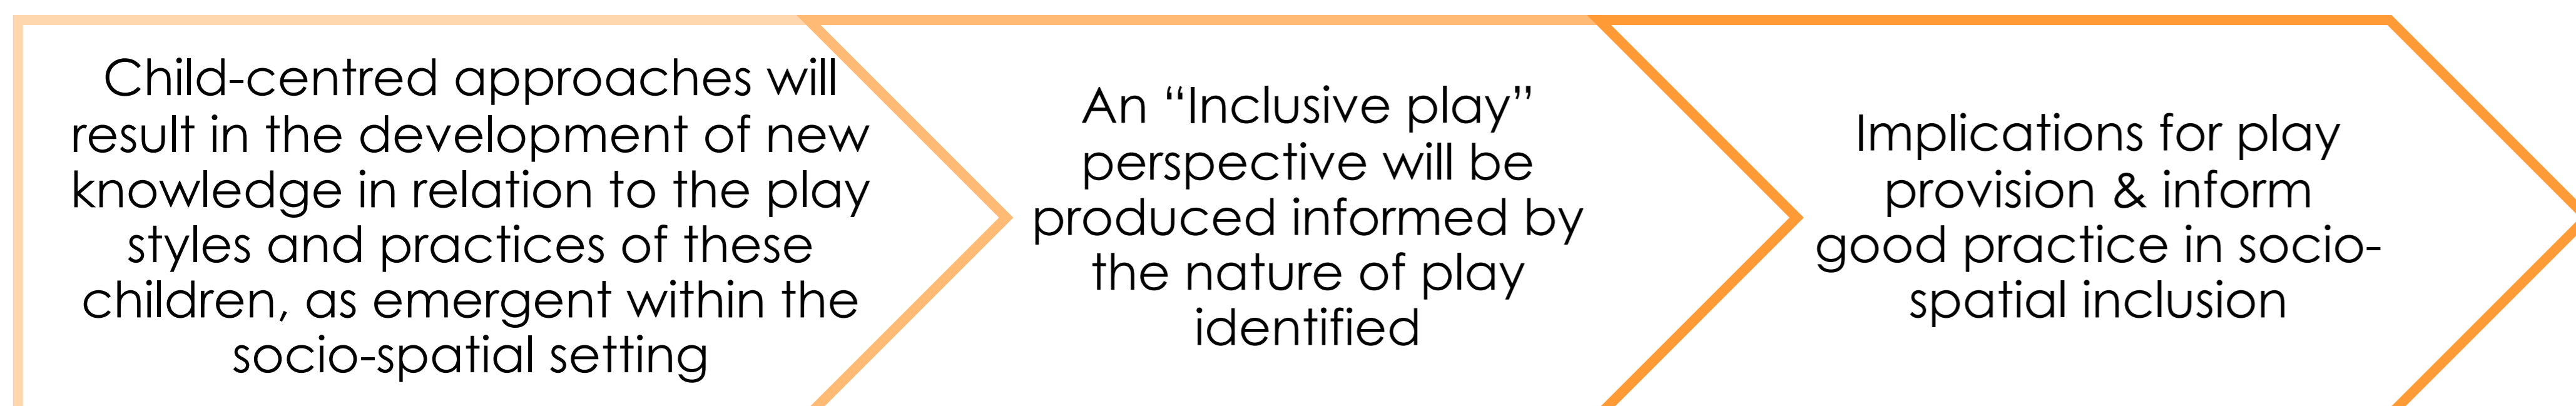 Child-centred approaches will
result in the development of new
knowledge in relation to the play
styles and practices of these
children, as emergent within the
socio-spatial setting
An “Inclusive play”
perspective will be
produced informed by
the nature of play
identified
Implications for play
provision & inform
good practice in socio-
spatial inclusion